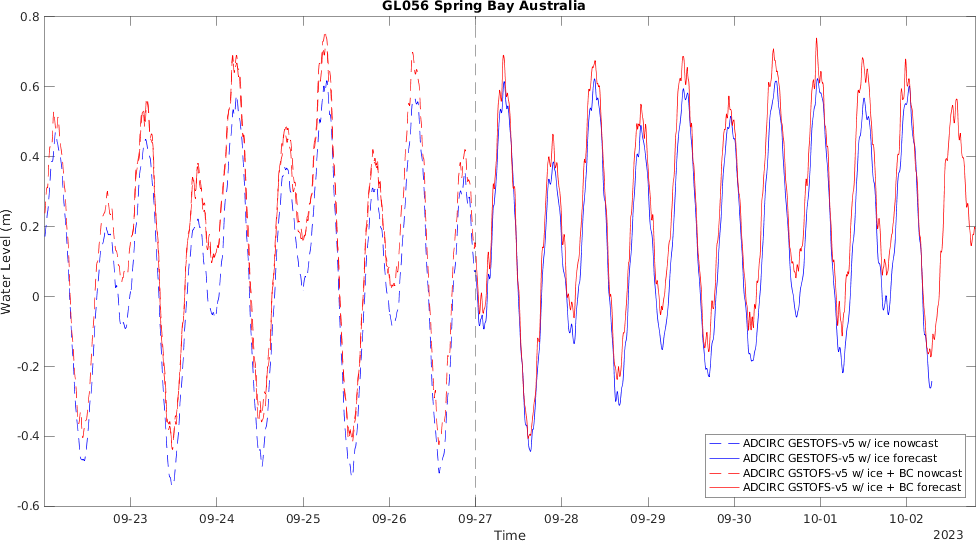 GL056 Spring Bay Australia
0.8
0.6
0.4
0.2
0
-0.2
-0.4
-0.6
Water Level (m)
ADCIRC GESTOFS-v5 w/ ice nowcast
ADCIRC GESTOFS-v5 w/ ice forecast
ADCIRC GSTOFS-v5 w/ ice + BC nowcast
ADCIRC GSTOFS-v5 w/ ice + BC forecast
09-23 09-24 09-25 09-26 09-27 09-28 09-29 09-30 10-01 10-02
Time
2023